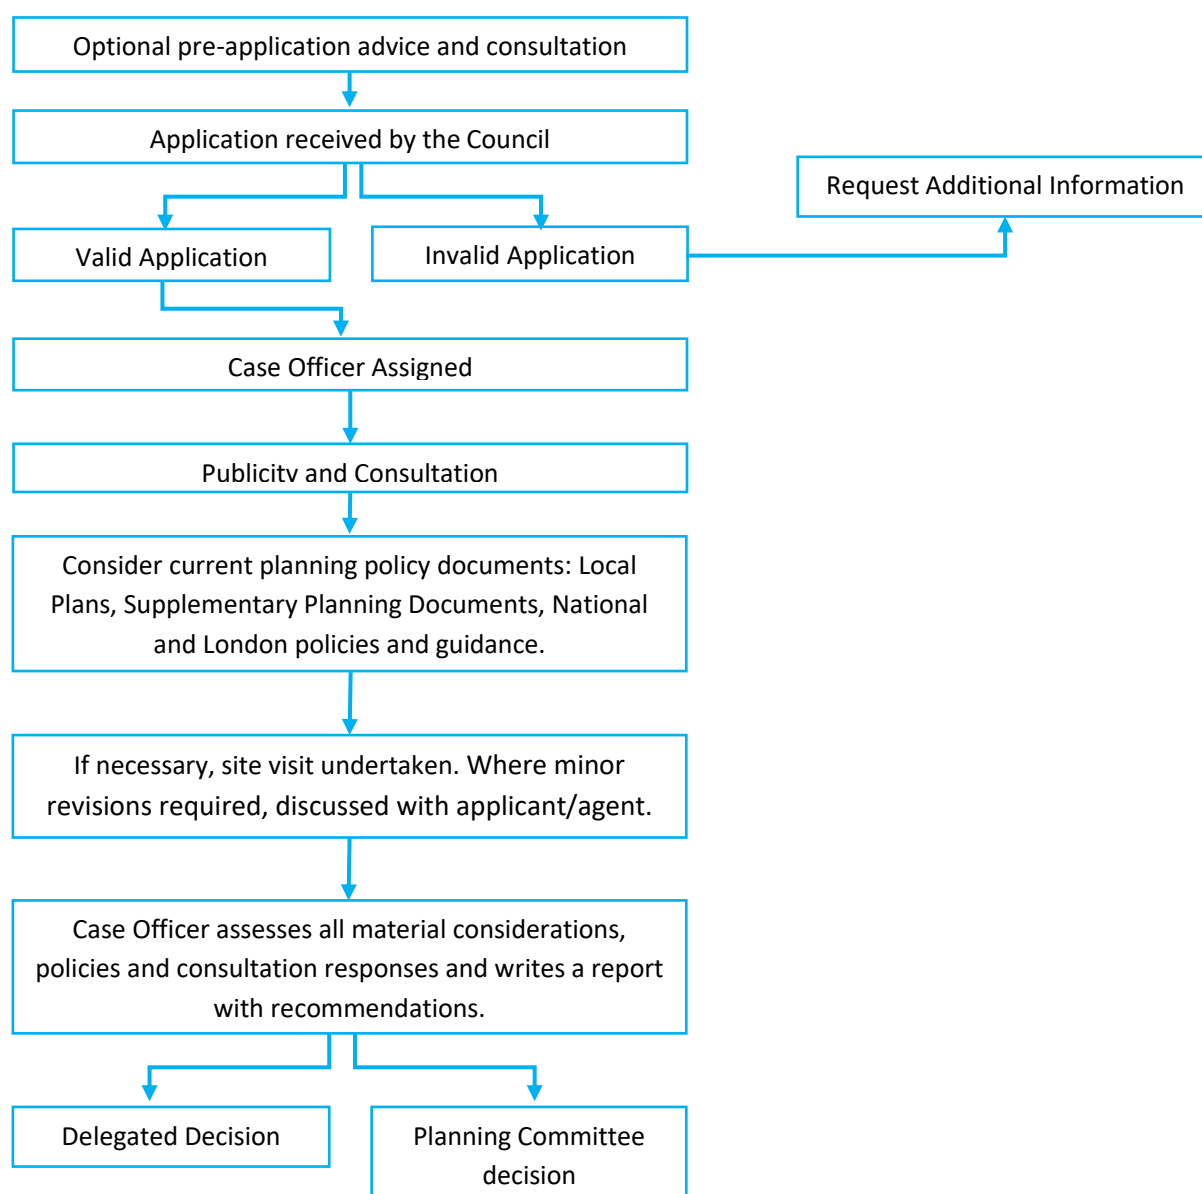 Optional pre-application advice and consultation
Application received by the Council
Request Additional Information
Valid Application
Invalid Application
Case Officer Assigned
Publicity and Consultation
Consider current planning policy documents: Local
Plans, Supplementary Planning Documents, National
and London policies and guidance.
If necessary, site visit undertaken. Where minor
revisions required, discussed with applicant/agent.
Case Officer assesses all material considerations,
policies and consultation responses and writes a report
with recommendations.
Delegated Decision
Planning Committee
decision